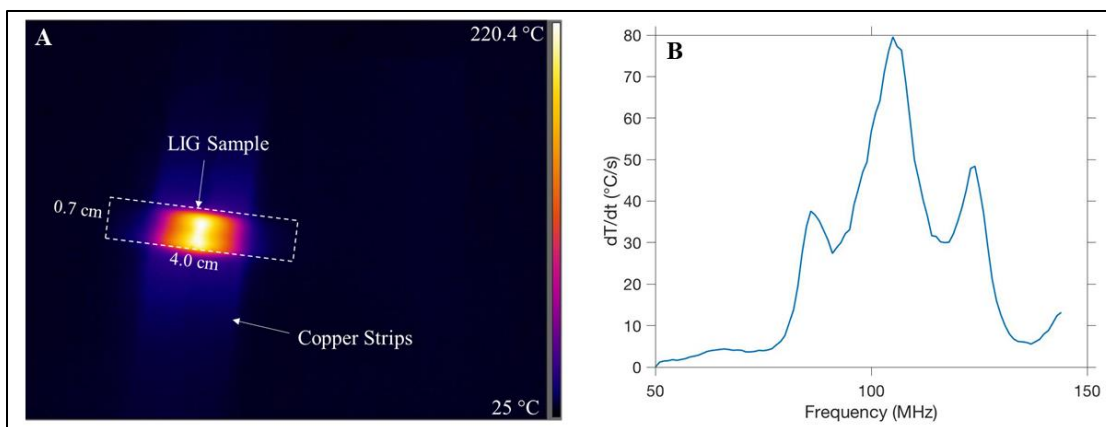 A
220.4 °C
LIG Sample
0.7 cm
4.0 cm
Copper Strips
25 °C
B
80
70
60
50
40
30
20
10
0
50
100
150
dT/dt (°C/s)
Frequency (MHz)